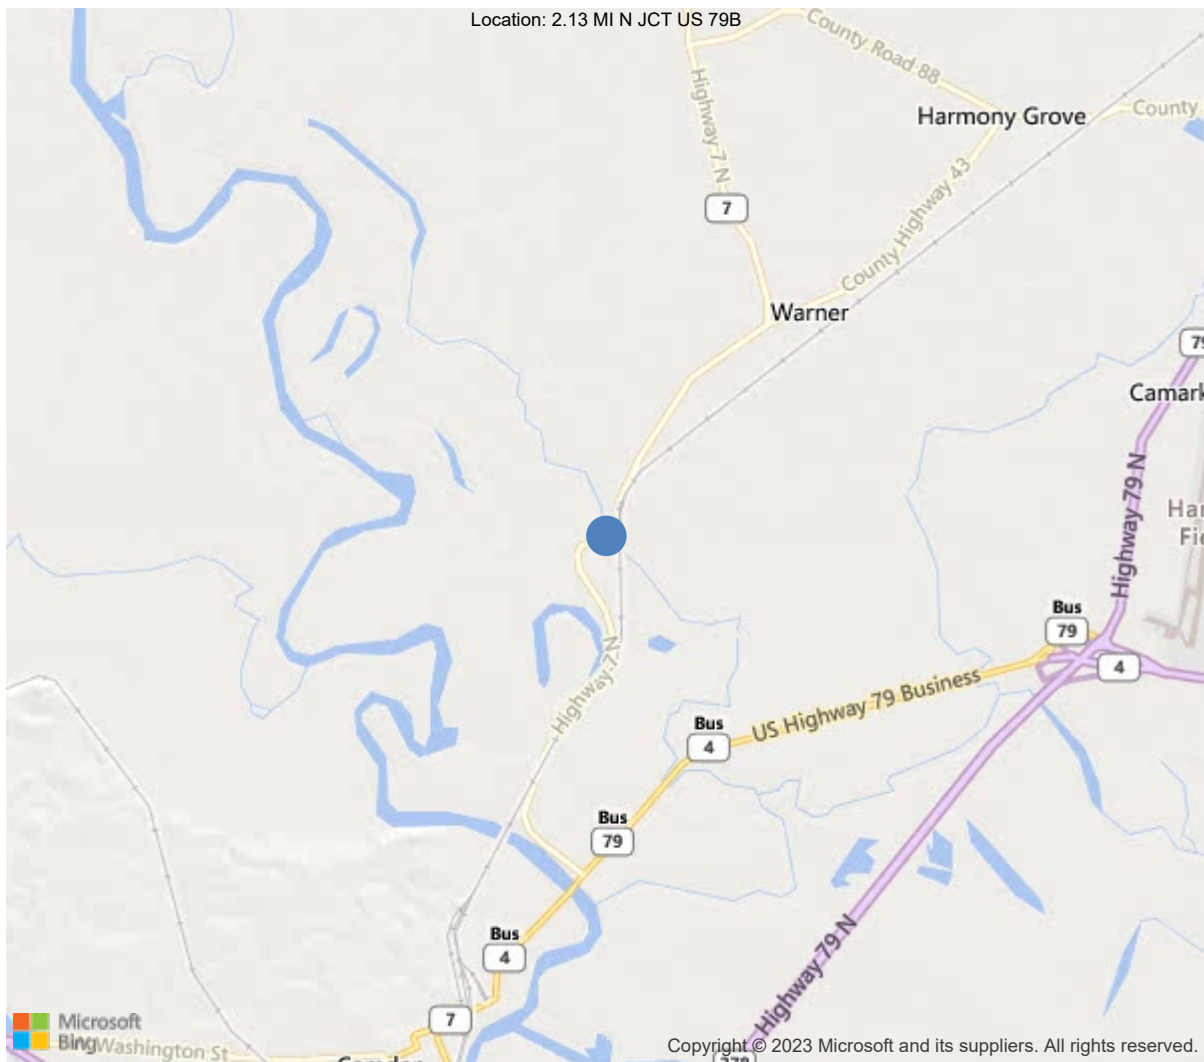 Location: 2.13 MI N JCT US 79B
County Road 88
Highway 7 N
Harmony Grove
County
7
County Highway 43
Warner
Camark
Highway 79 N
Bus
79
4
Highway 7 N
US Highway 79 Business
Bus
4
Bus
79
Highway 79 N
Bus
4
7
Microsoft
Bing
Washington St
Camden
Copyright © 2023 Microsoft and its suppliers. All rights reserved.